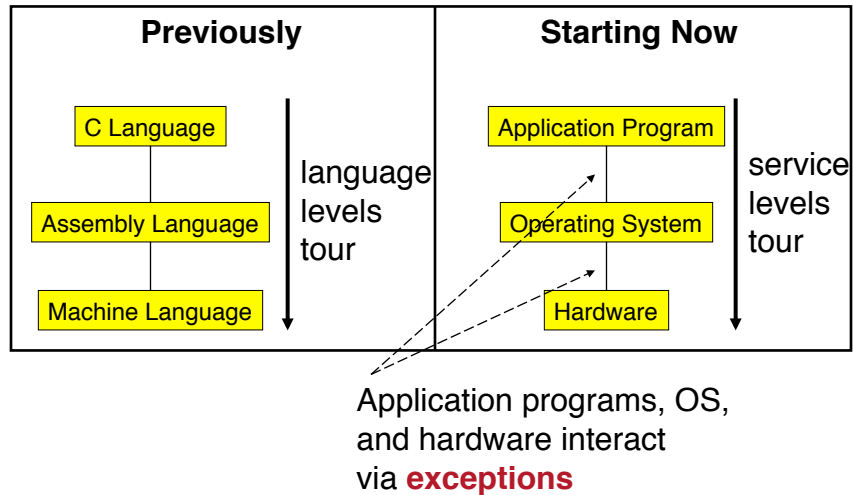 Previously
C Language
Assembly Language
Machine Language
language
levels
tour
Starting Now
Application Program
Operating System
Hardware
service
levels
tour
Application programs, OS,
and hardware interact
via exceptions